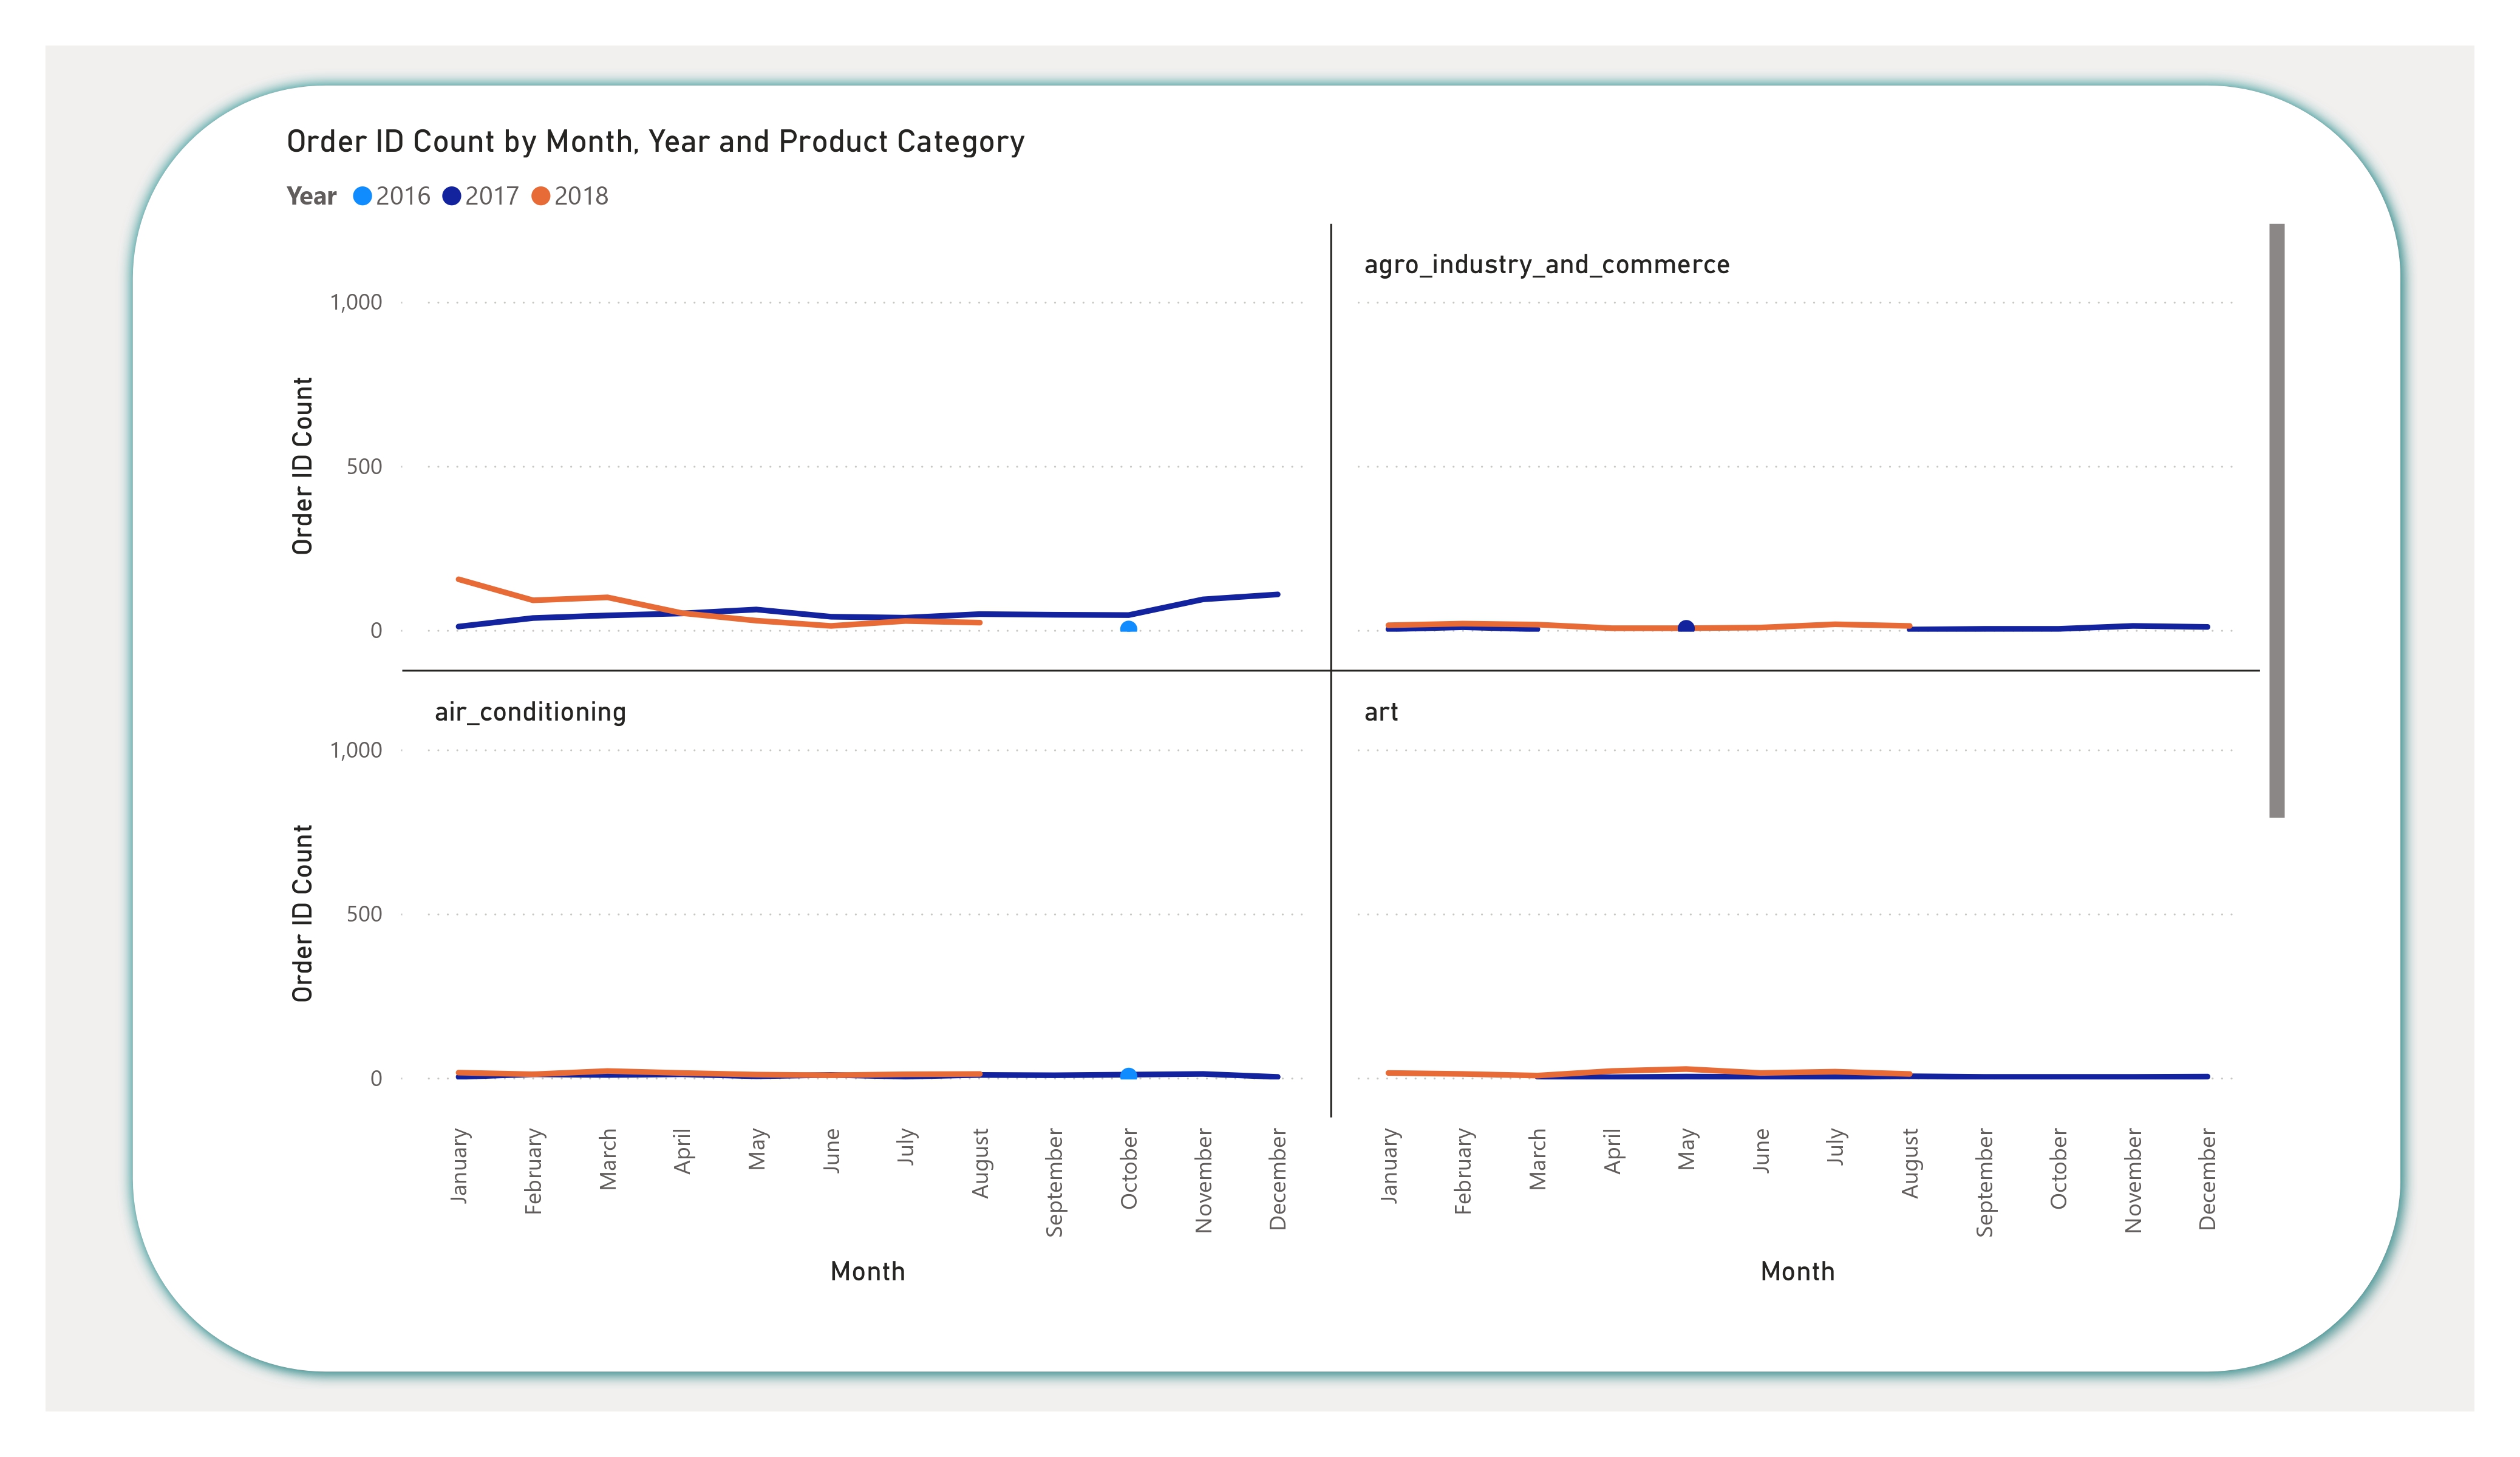 Order ID Count by Month, Year and Product Category
Year 2016 2017 2018
1,000
500
0
Order ID Count
agro_industry_and_commerce
air_conditioning
1,000
500
0
Order ID Count
art
January February March April May June July August September October November December
January February March April May June July August September October November December
Month
Month